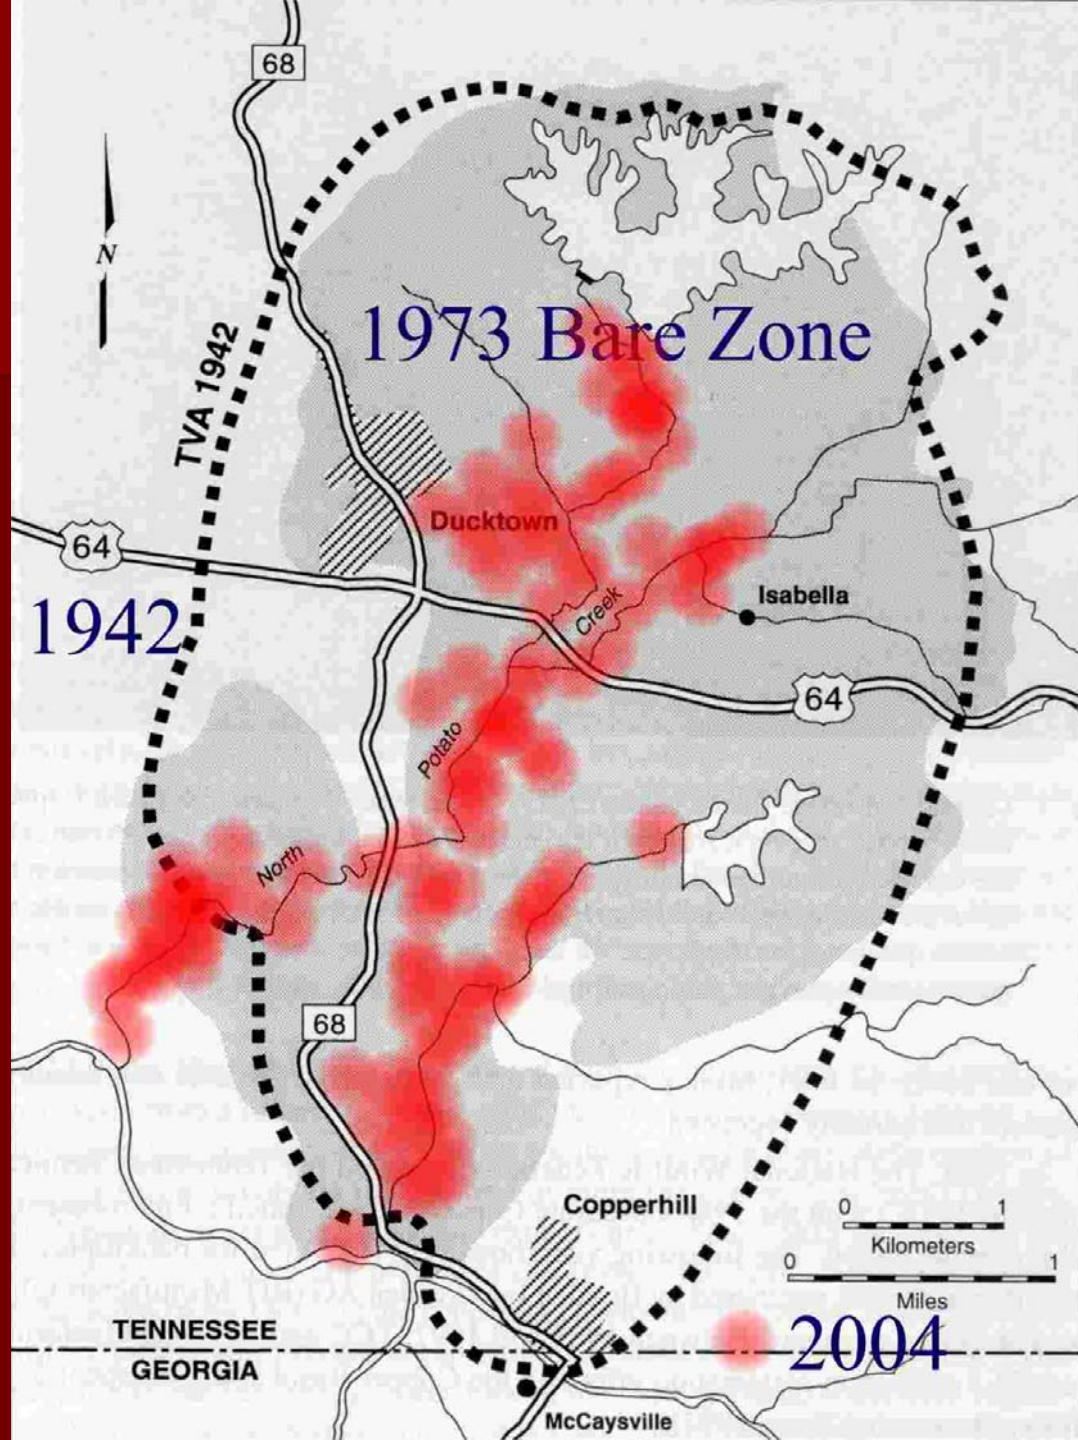 68
N
1973 Bare Zone
TVA 1942
Ducktown
64
Isabella
Creek
1942
64
Potato
North
68
Copperhill
0 1
Kilometers
0 1
Miles
TENNESSEE
2004
GEORGIA
McCaysville